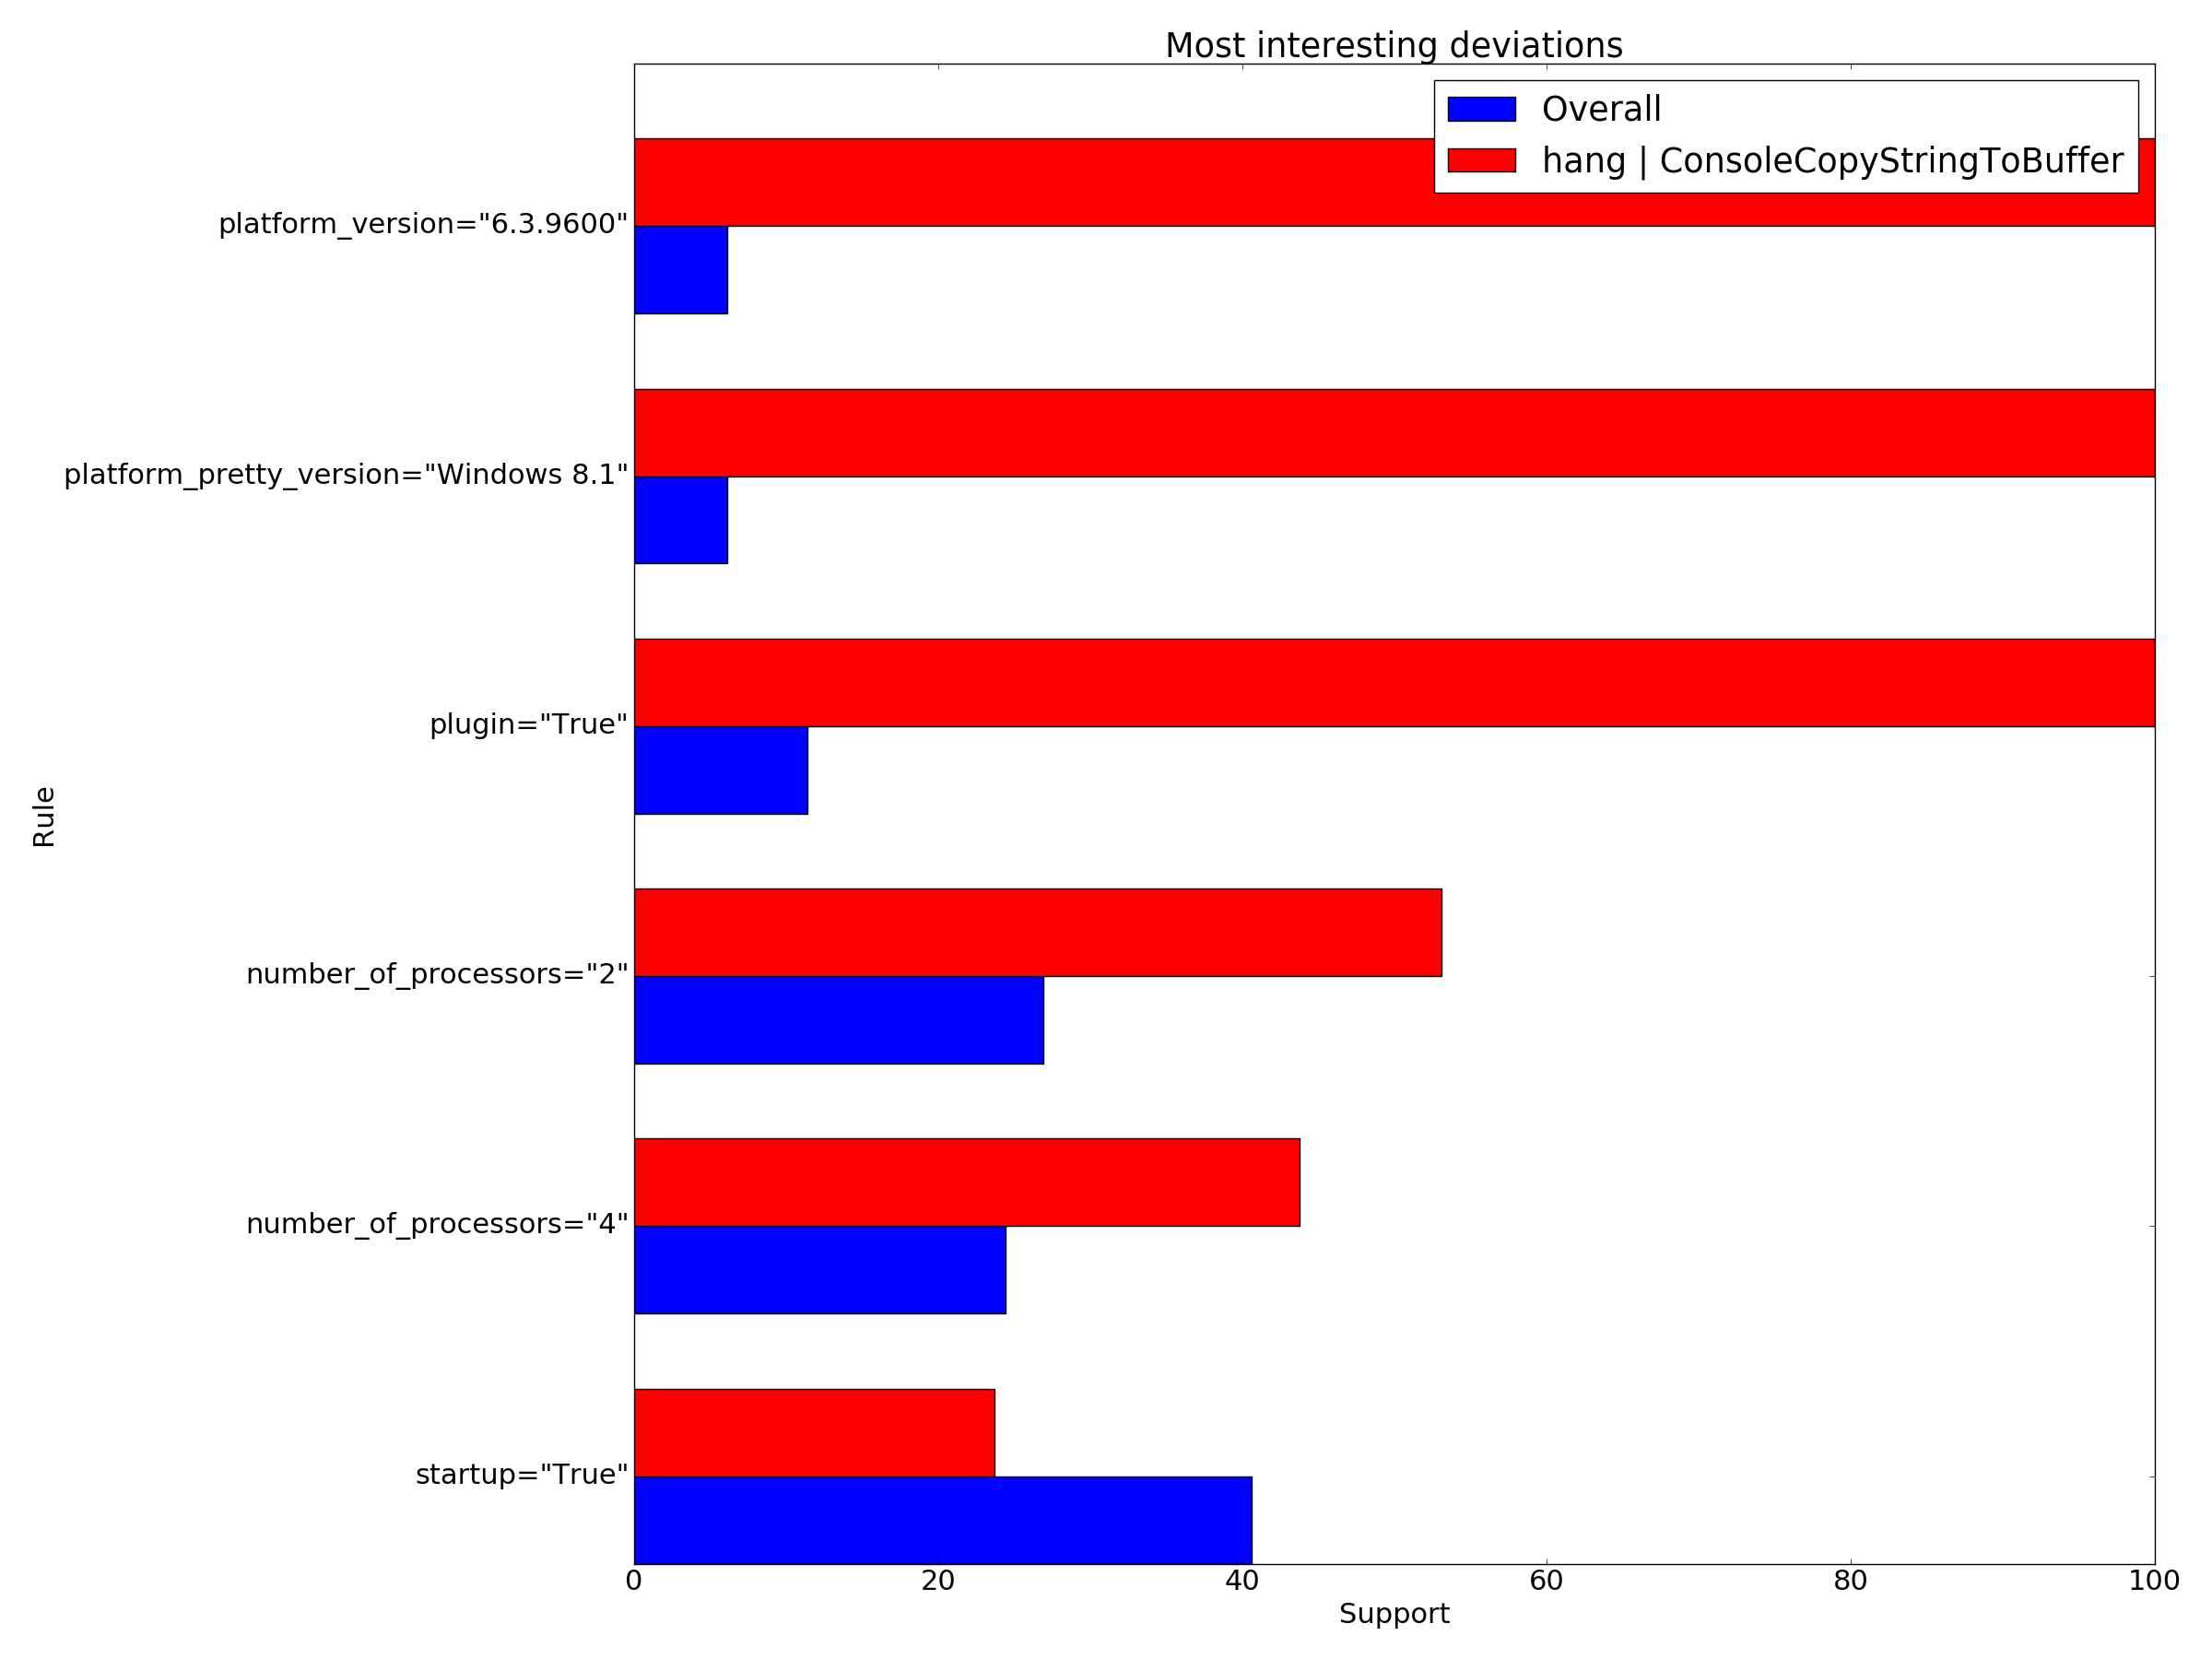 Most interesting deviations
Overall
hang | ConsoleCopyStringToBuffer
platform_version="6.3.9600"
platform_pretty_version="Windows 8.1"
plugin="True"
Rule
number_of_processors="2"
number_of_processors="4"
startup="True"
0 20 40 60 80 100
Support